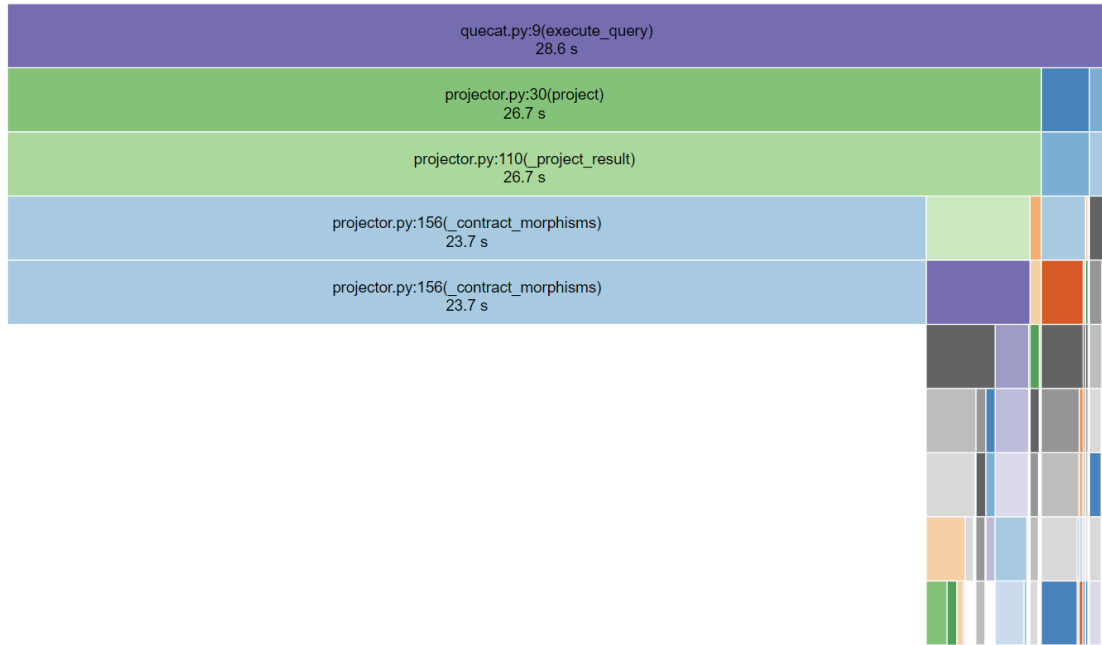 quecat.py:9(execute_query)
28.6 s
projector.py:30(project)
26.7 s
projector.py:110(_project_result)
26.7 s
projector.py:156(_contract_morphisms)
23.7 s
projector.py:156(_contract_morphisms)
23.7 s